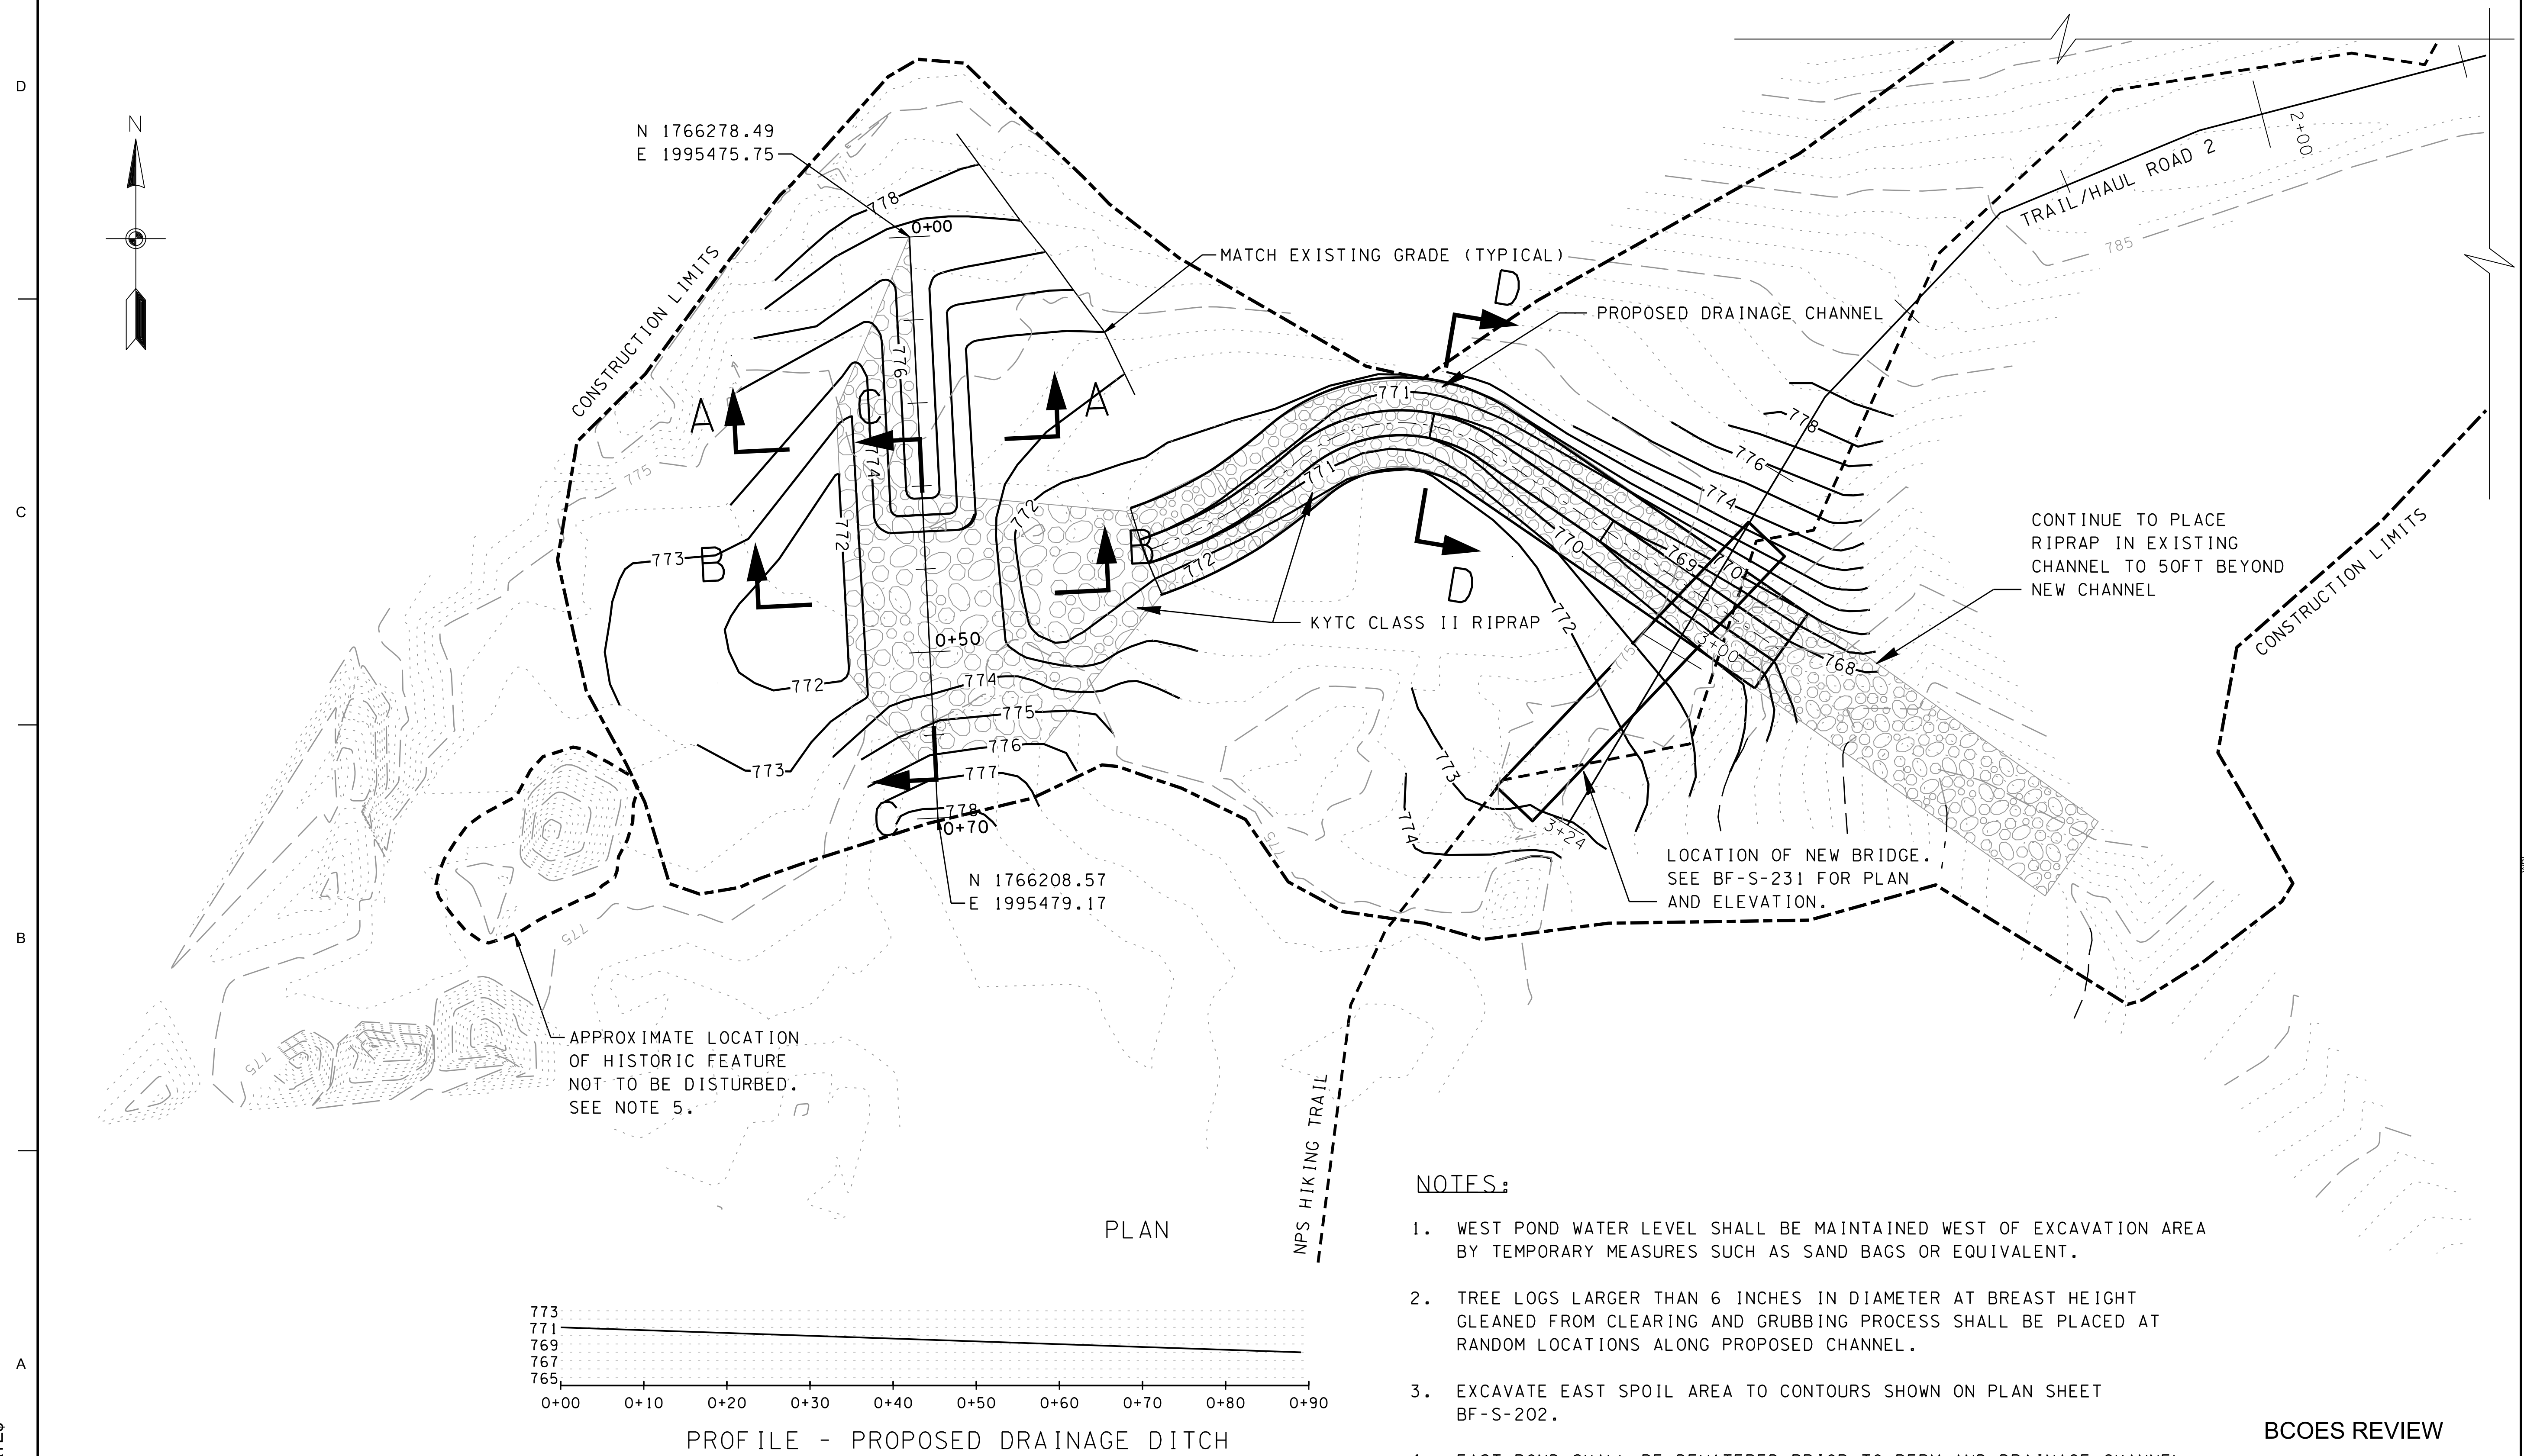 D
N
N 1766278.49
E 1995475.75
778
0+00
CONSTRUCTION LIMITS
MATCH EXISTING GRADE (TYPICAL)
D
PROPOSED DRAINAGE CHANNEL
TRAIL/HAUL ROAD 2
2+00
785
776
A
C
A
774
775
771
771
778
776
774
C
772
772
773
B
B
772
770
769
770
D
772
KYTC CLASS II RIPRAP
CONTINUE TO PLACE
RIPRAP IN EXISTING
CHANNEL TO 50FT BEYOND
NEW CHANNEL
CONSTRUCTION LIMITS
0+50
3+00
768
775
772
774
775
776
773
777
773
778
0+70
774
3+24
775
N 1766208.57
E 1995479.17
LOCATION OF NEW BRIDGE.
SEE BF-S-231 FOR PLAN
AND ELEVATION.
B
775
775
APPROXIMATE LOCATION
OF HISTORIC FEATURE
NOT TO BE DISTURBED.
SEE NOTE 5.
NPS HIKING TRAIL
PLAN
NOTES:
1. WEST POND WATER LEVEL SHALL BE MAINTAINED WEST OF EXCAVATION AREA
BY TEMPORARY MEASURES SUCH AS SAND BAGS OR EQUIVALENT.
2. TREE LOGS LARGER THAN 6 INCHES IN DIAMETER AT BREAST HEIGHT
GLEANED FROM CLEARING AND GRUBBING PROCESS SHALL BE PLACED AT
RANDOM LOCATIONS ALONG PROPOSED CHANNEL.
3. EXCAVATE EAST SPOIL AREA TO CONTOURS SHOWN ON PLAN SHEET
BF-S-202.
A
773
771
769
767
765
0+00 0+10 0+20 0+30 0+40 0+50 0+60 0+70 0+80 0+90
PROFILE - PROPOSED DRAINAGE DITCH
BCOES REVIEW